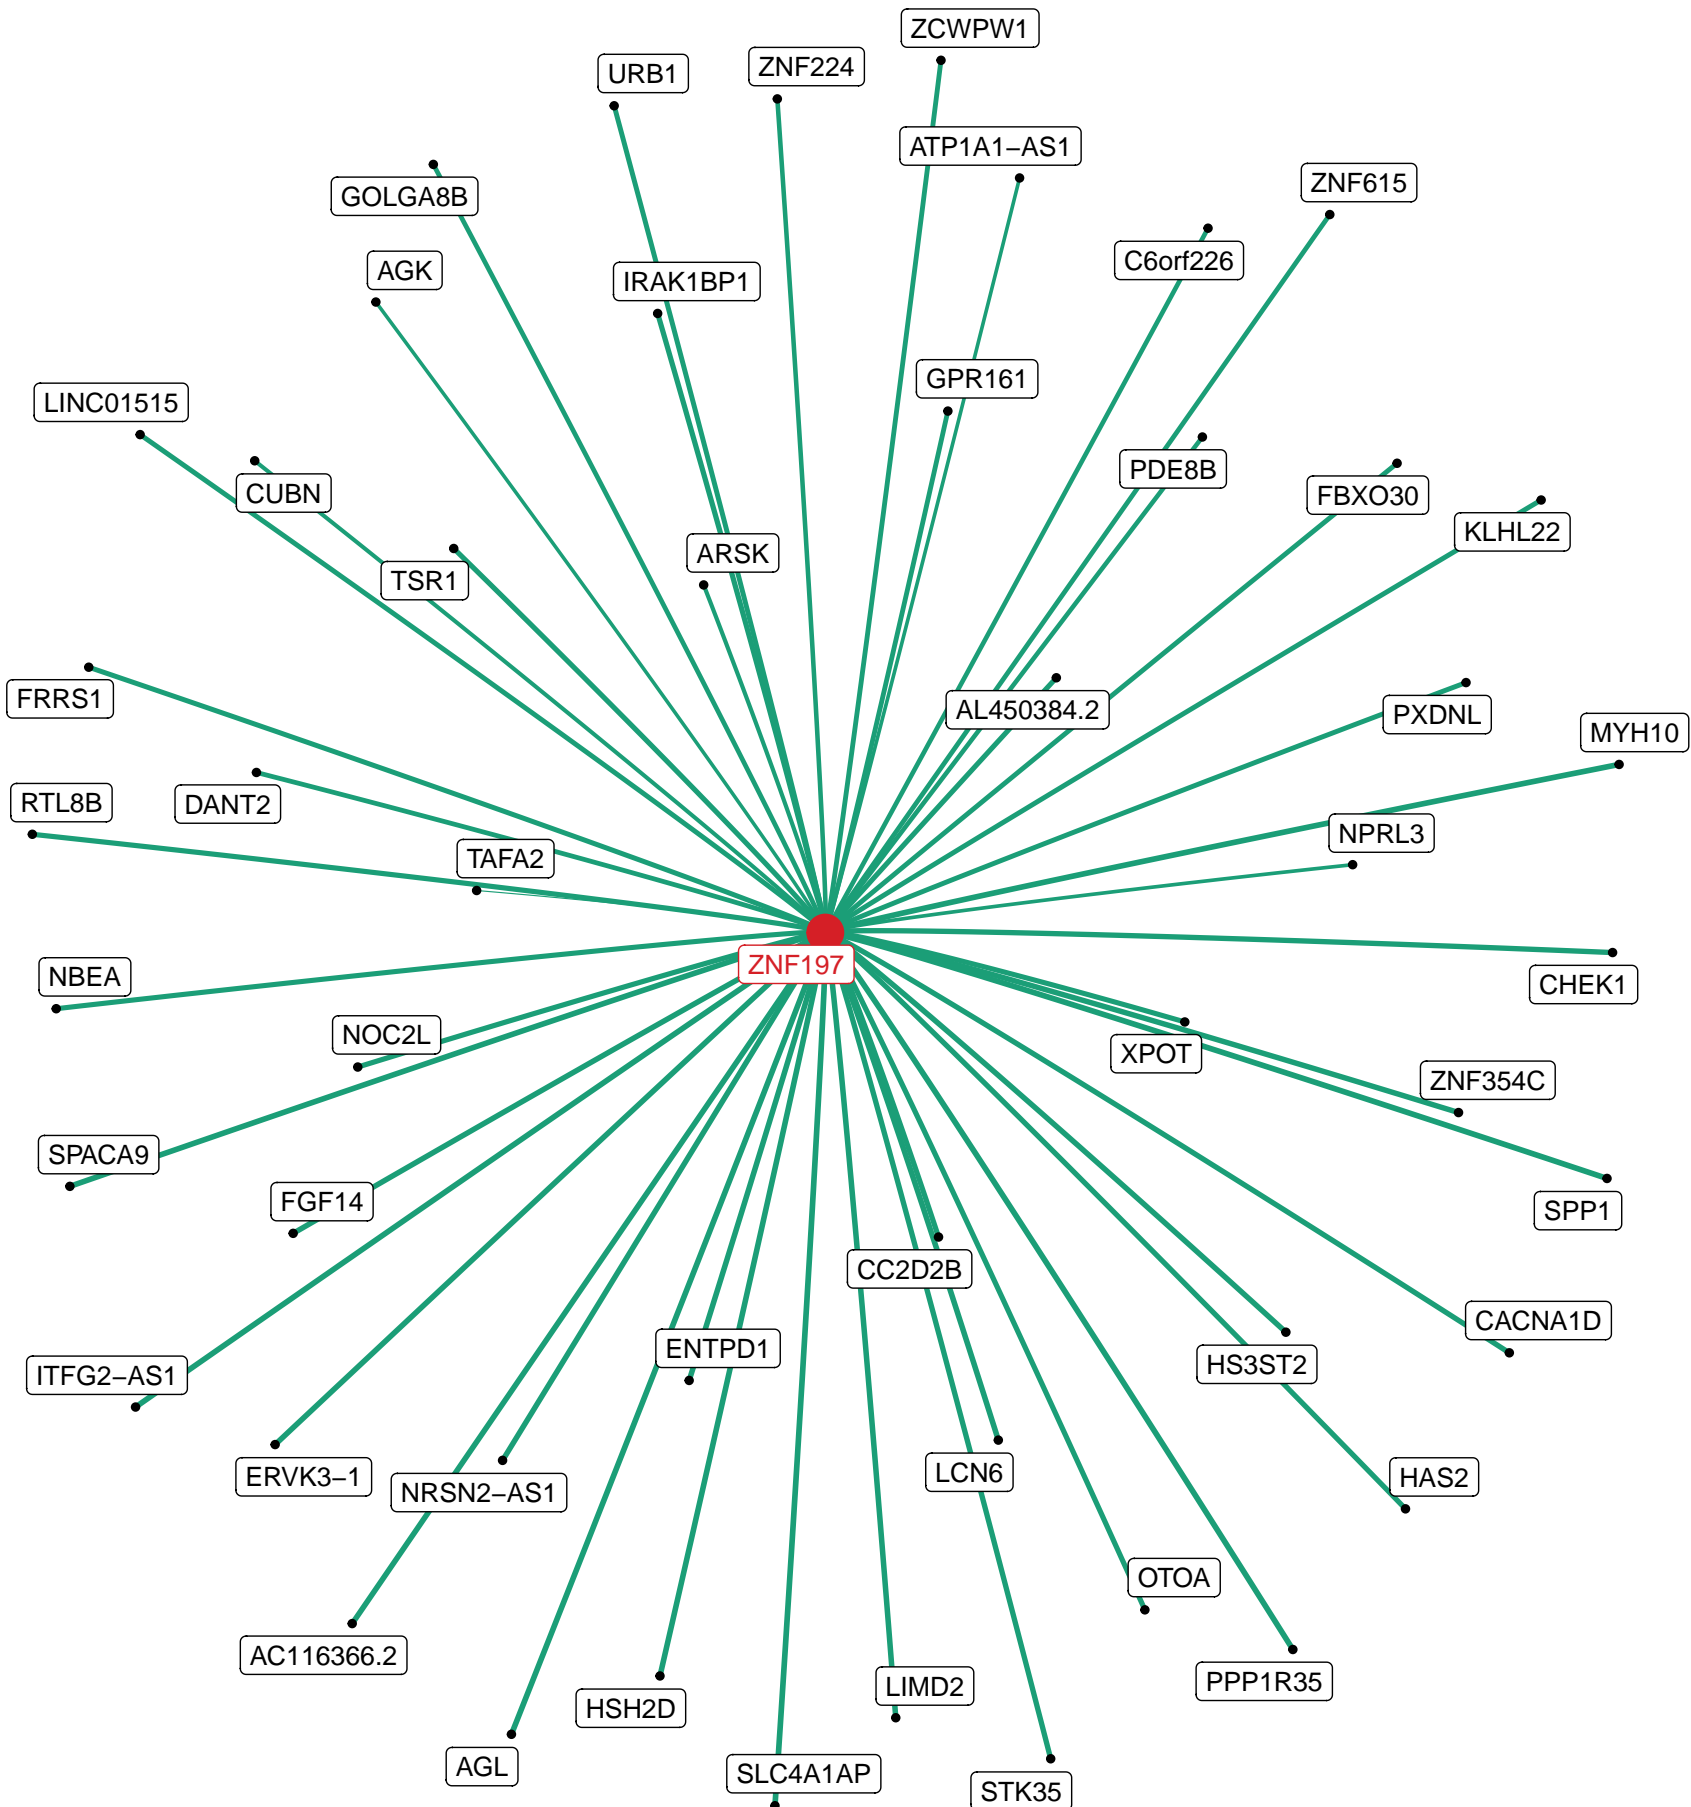 ZCWPW1
ZNF224
URB1
ATP1A1−AS1
ZNF615
GOLGA8B
C6orf226
AGK
IRAK1BP1
GPR161
LINC01515
PDE8B
CUBN
FBXO30
KLHL22
ARSK
TSR1
FRRS1
AL450384.2
PXDNL
MYH10
RTL8B
DANT2
NPRL3
TAFA2
ZNF197
NBEA
CHEK1
NOC2L
XPOT
ZNF354C
SPACA9
FGF14
SPP1
CC2D2B
CACNA1D
ENTPD1
HS3ST2
ITFG2−AS1
ERVK3−1
LCN6
HAS2
NRSN2−AS1
OTOA
AC116366.2
PPP1R35
LIMD2
HSH2D
AGL
SLC4A1AP
STK35